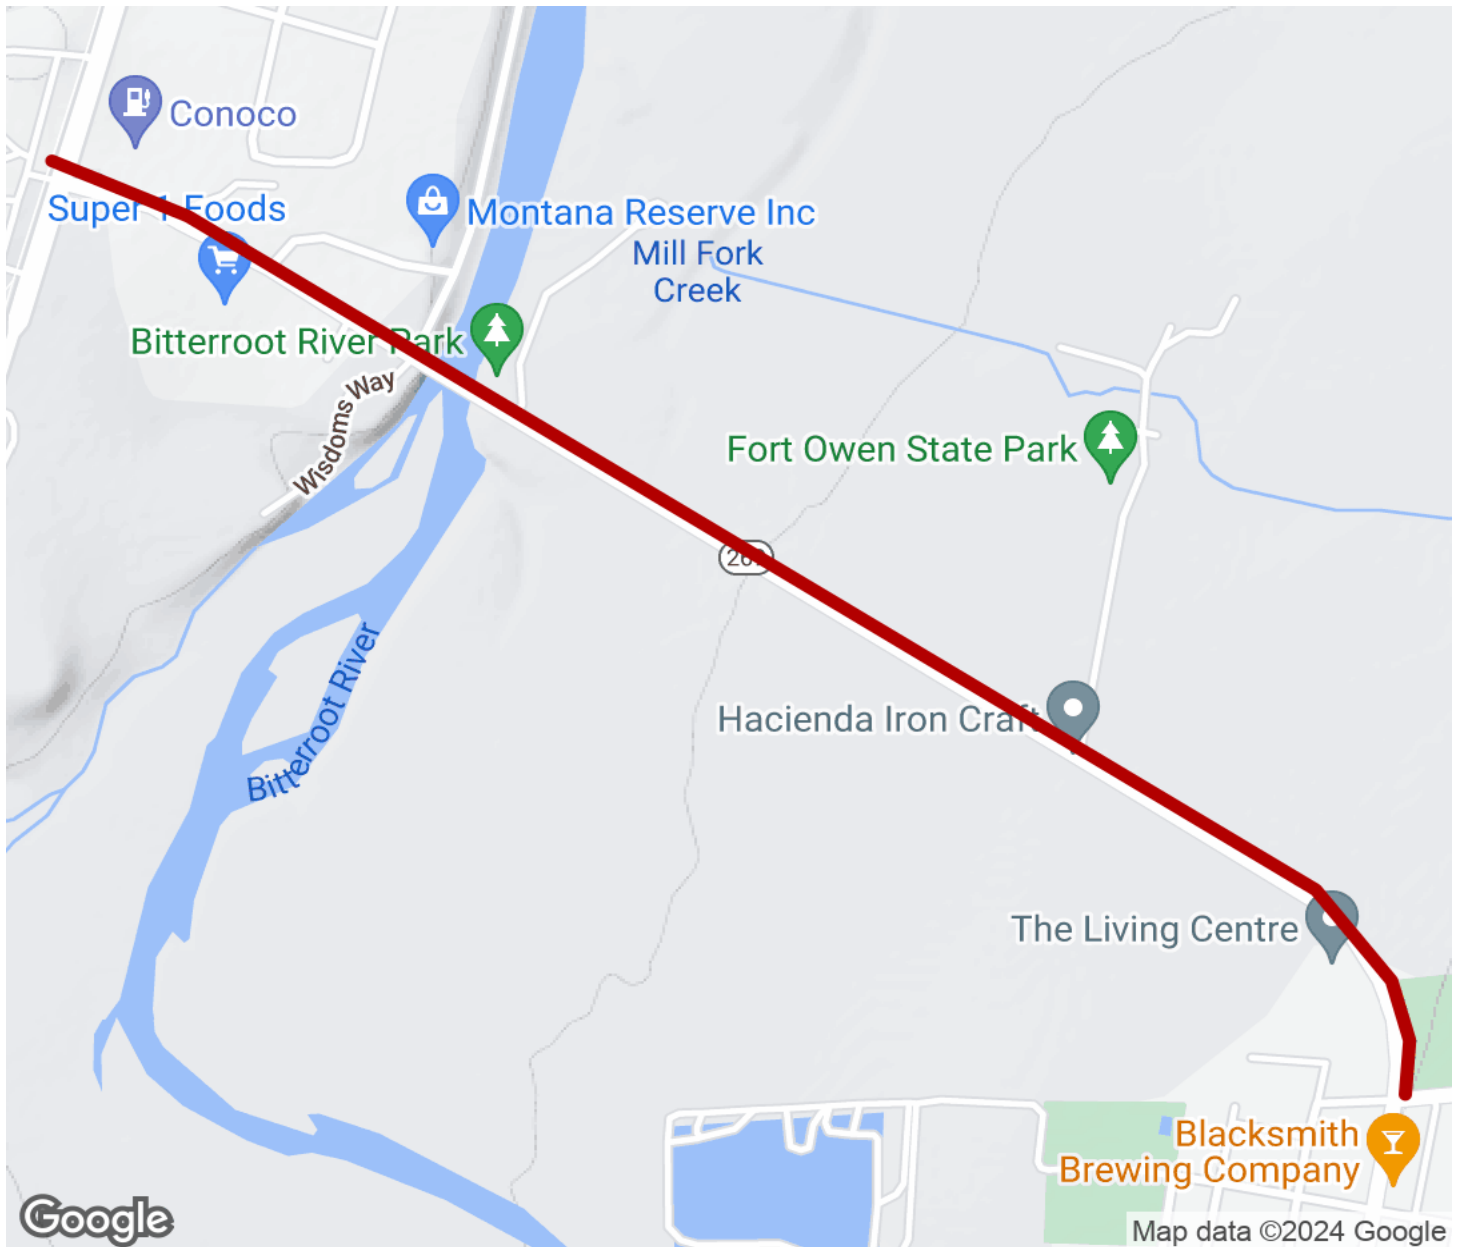 Conoco
Super 1 Foods
Montana Reserve Inc
Mill Fork
Creek
Bitterroot River Park
Wisdoms Way
Fort Owen State Park
Bitterroot River
Hacienda Iron Craft
The Living Centre
Blacksmith
Brewing Company
Google
Map data ©2024 Google